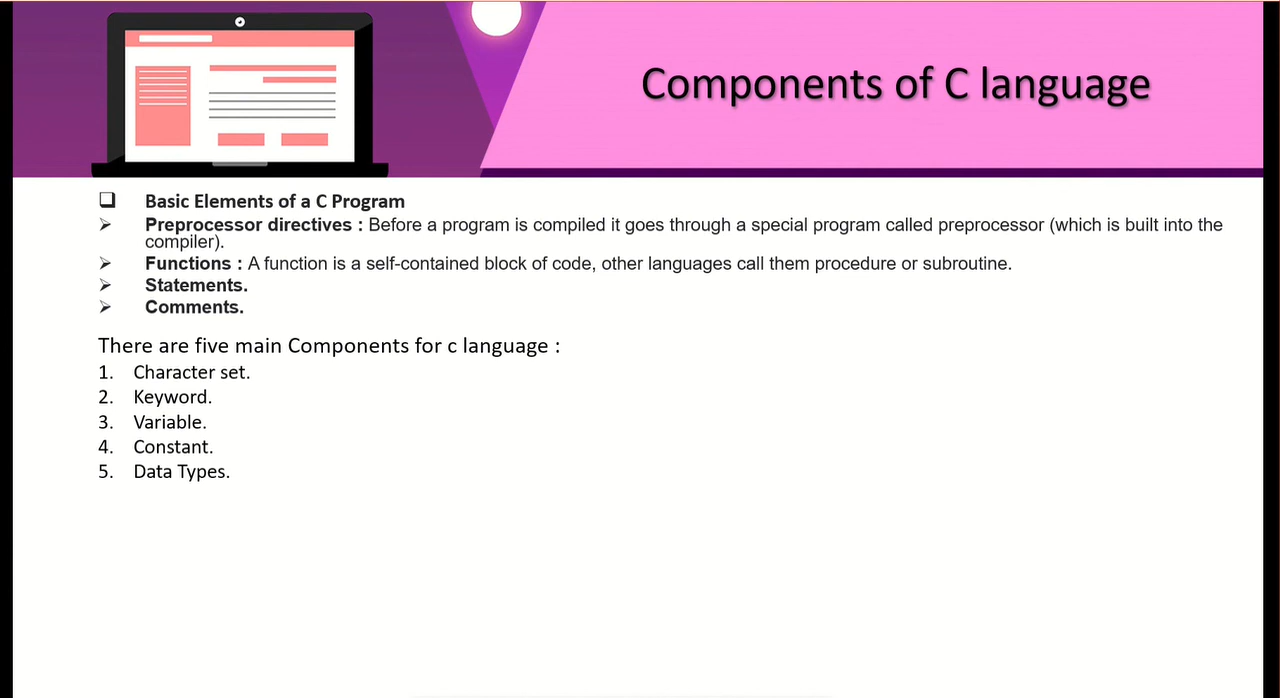 Components of C language
❑ Basic Elements of a C Program
➢ Preprocessor directives : Before a program is compiled it goes through a special program called preprocessor (which is built into the
compiler).
➢ Functions : A function is a self-contained block of code, other languages call them procedure or subroutine.
➢ Statements.
➢ Comments.
There are five main Components for c language :
1. Character set.
2. Keyword.
3. Variable.
4. Constant.
5. Data Types.